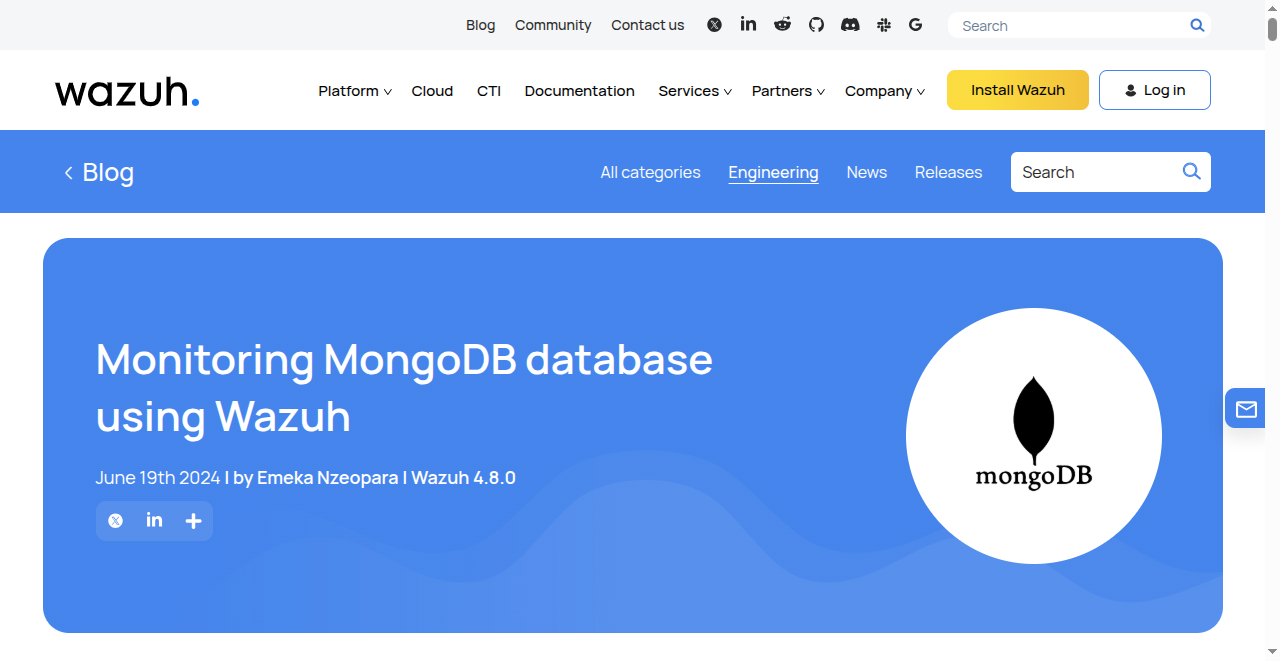 Blog Community Contact us Search
wazuh. Platform Cloud CTI Documentation Services Partners Company Install Wazuh Log in
Blog All categories Engineering News Releases Search
Monitoring MongoDB database
using Wazuh
June 19th 2024 | by Emeka Nzeopara | Wazuh 4.8.0
mongoDB